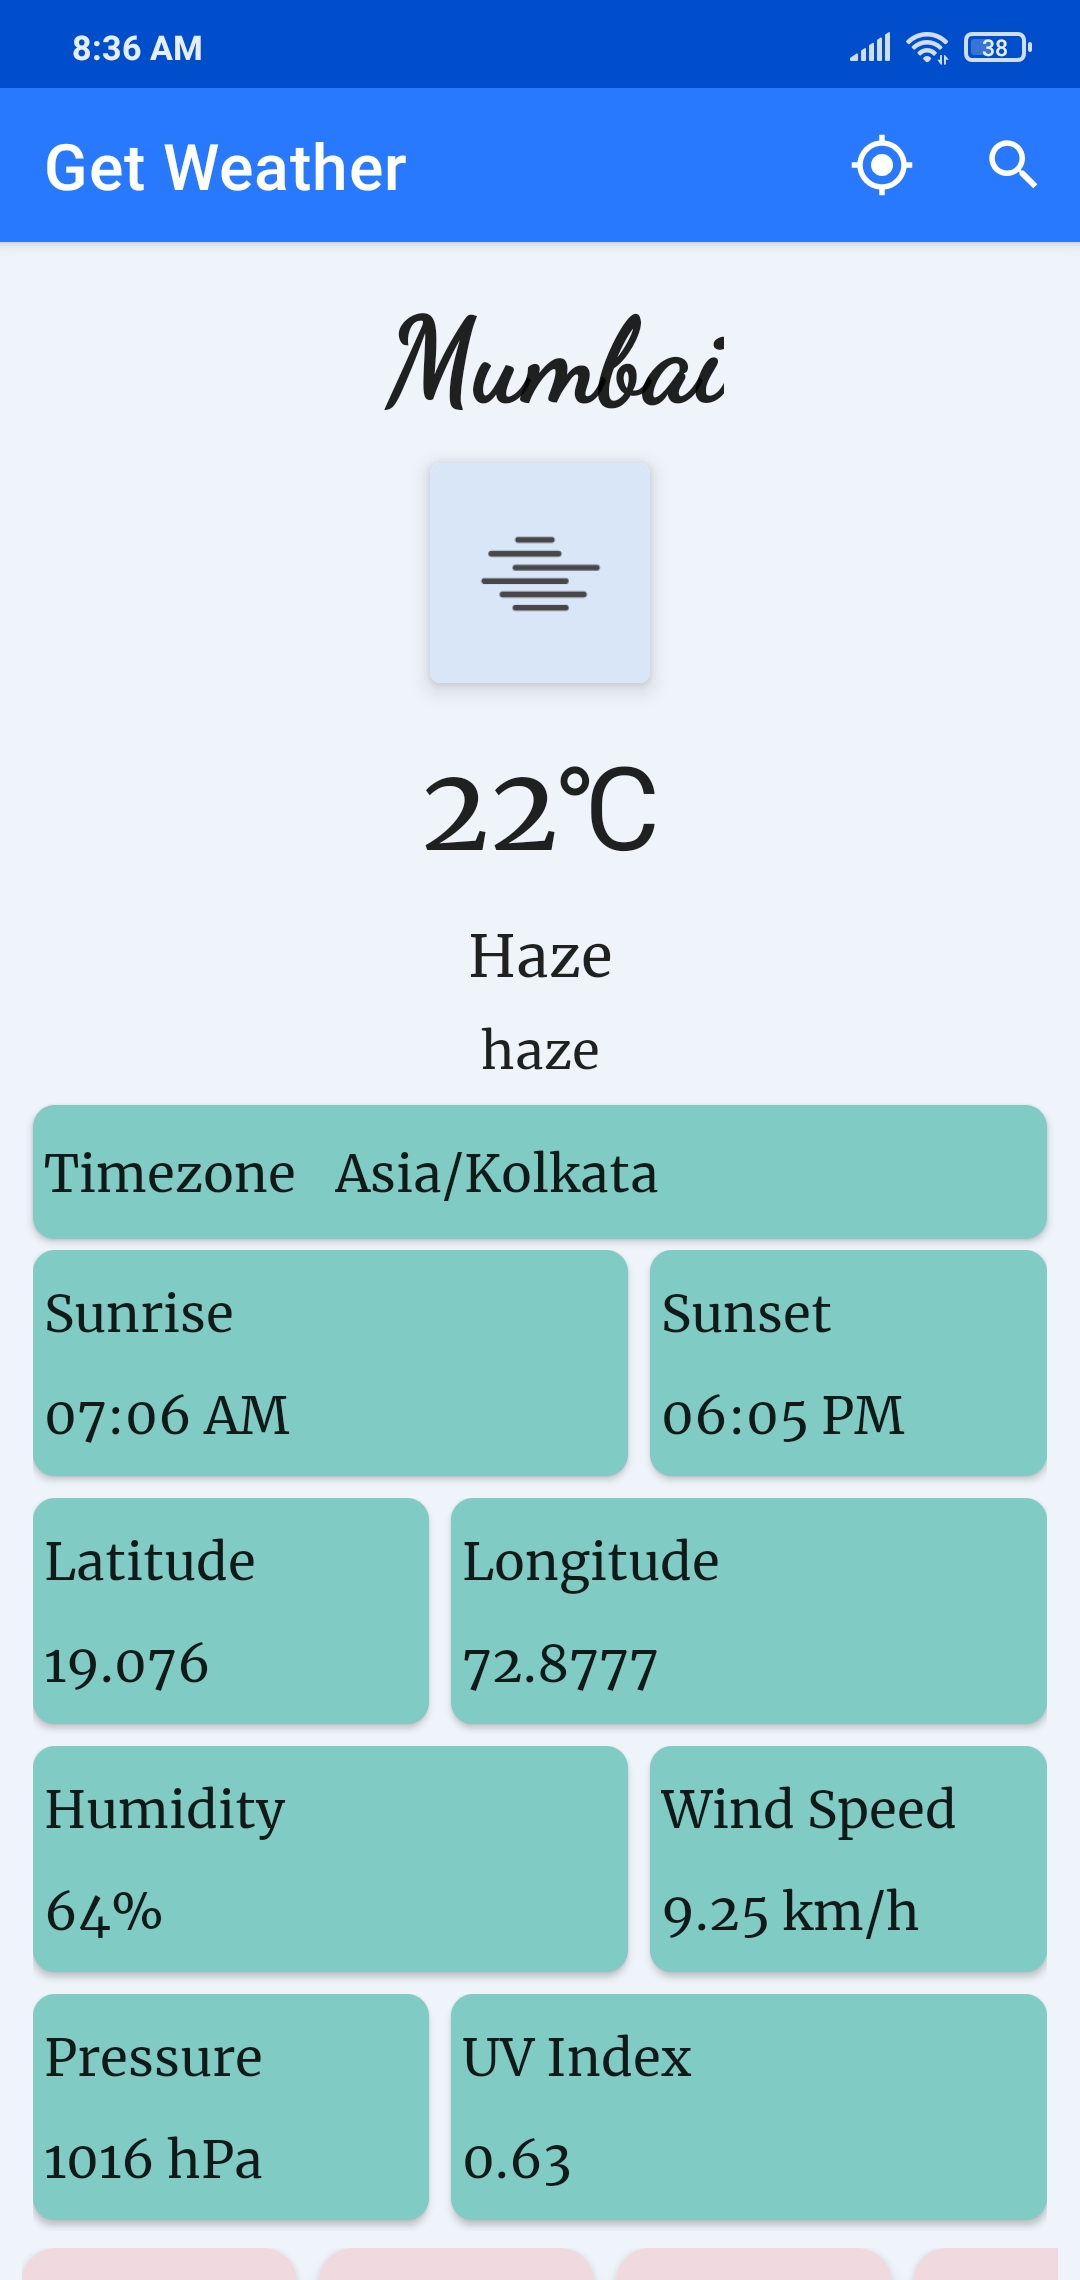 8:36 AM 38
Get Weather
Mumbai
22°C
Haze
haze
Timezone Asia/Kolkata
Sunrise Sunset
07:06 AM 06:05 PM
Latitude Longitude
19.076 72.8777
Humidity Wind Speed
64% 9.25 km/h
Pressure UV Index
1016 hPa 0.63